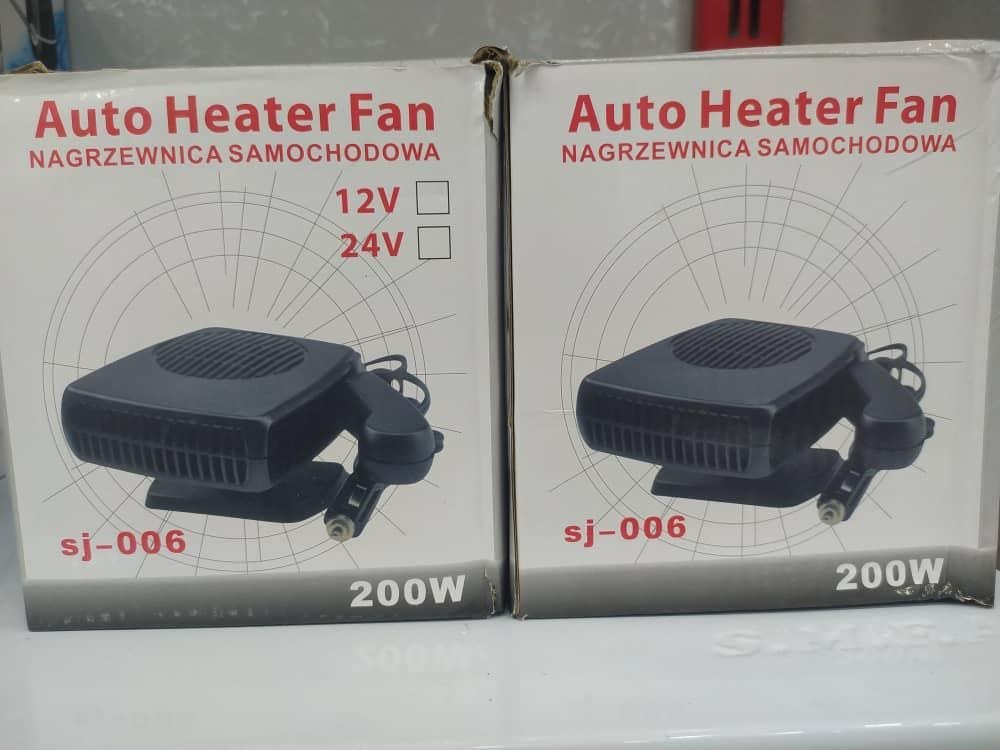 Auto Heater Fan
NAGRZEWNICA SAMOCHODOWA
12V
24V
sj-006
200W
Auto Heater Fan
NAGRZEWNICA SAMOCHODOWA
sj-006
200W